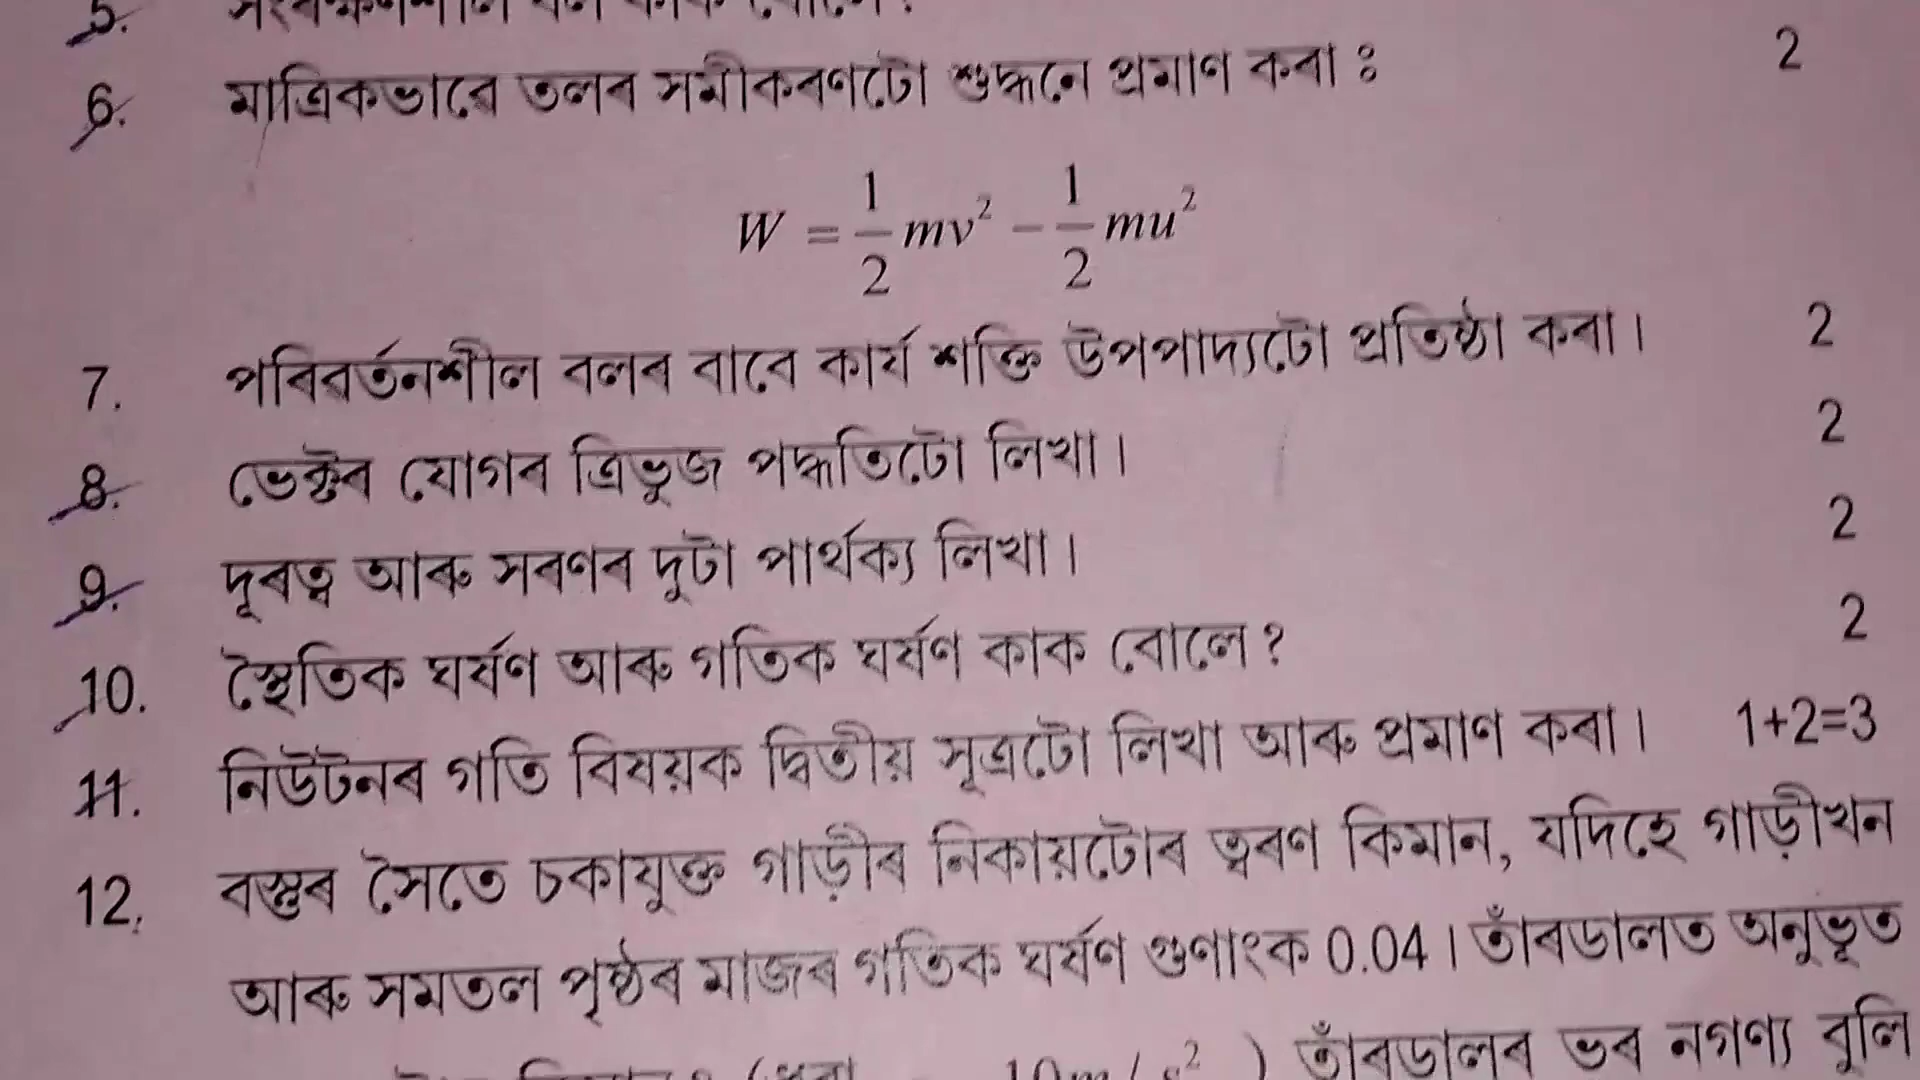 5.
6. মাত্ৰিকভাৱে তলৰ সমীকৰণটো শুদ্ধনে প্ৰমাণ কৰা ঃ 2
W = 1/2 mv² − 1/2 mu²
7. পৰিবৰ্তনশীল বলৰ বাবে কাৰ্য শক্তি উপপাদ্যটো প্ৰতিষ্ঠা কৰা। 2
8. ভেক্টৰ যোগৰ ত্ৰিভূজ পদ্ধতিটো লিখা। 2
9. দূৰত্ব আৰু সৰণৰ দুটা পাৰ্থক্য লিখা। 2
10. স্থৈতিক ঘৰ্ষণ আৰু গতিক ঘৰ্ষণ কাক বোলে? 2
11. নিউটনৰ গতি বিষয়ক দ্বিতীয় সূত্ৰটো লিখা আৰু প্ৰমাণ কৰা। 1+2=3
12. বস্তুৰ সৈতে চকাযুক্ত গাড়ীৰ নিকায়টোৰ ত্বৰণ কিমান, যদিহে গাড়ীখন
আৰু সমতল পৃষ্ঠৰ মাজৰ গতিক ঘৰ্ষণ গুণাংক 0.04। তাঁৰডালত অনুভূত
10m/s² ) তাঁৰডালৰ ভৰ নগণ্য বুলি